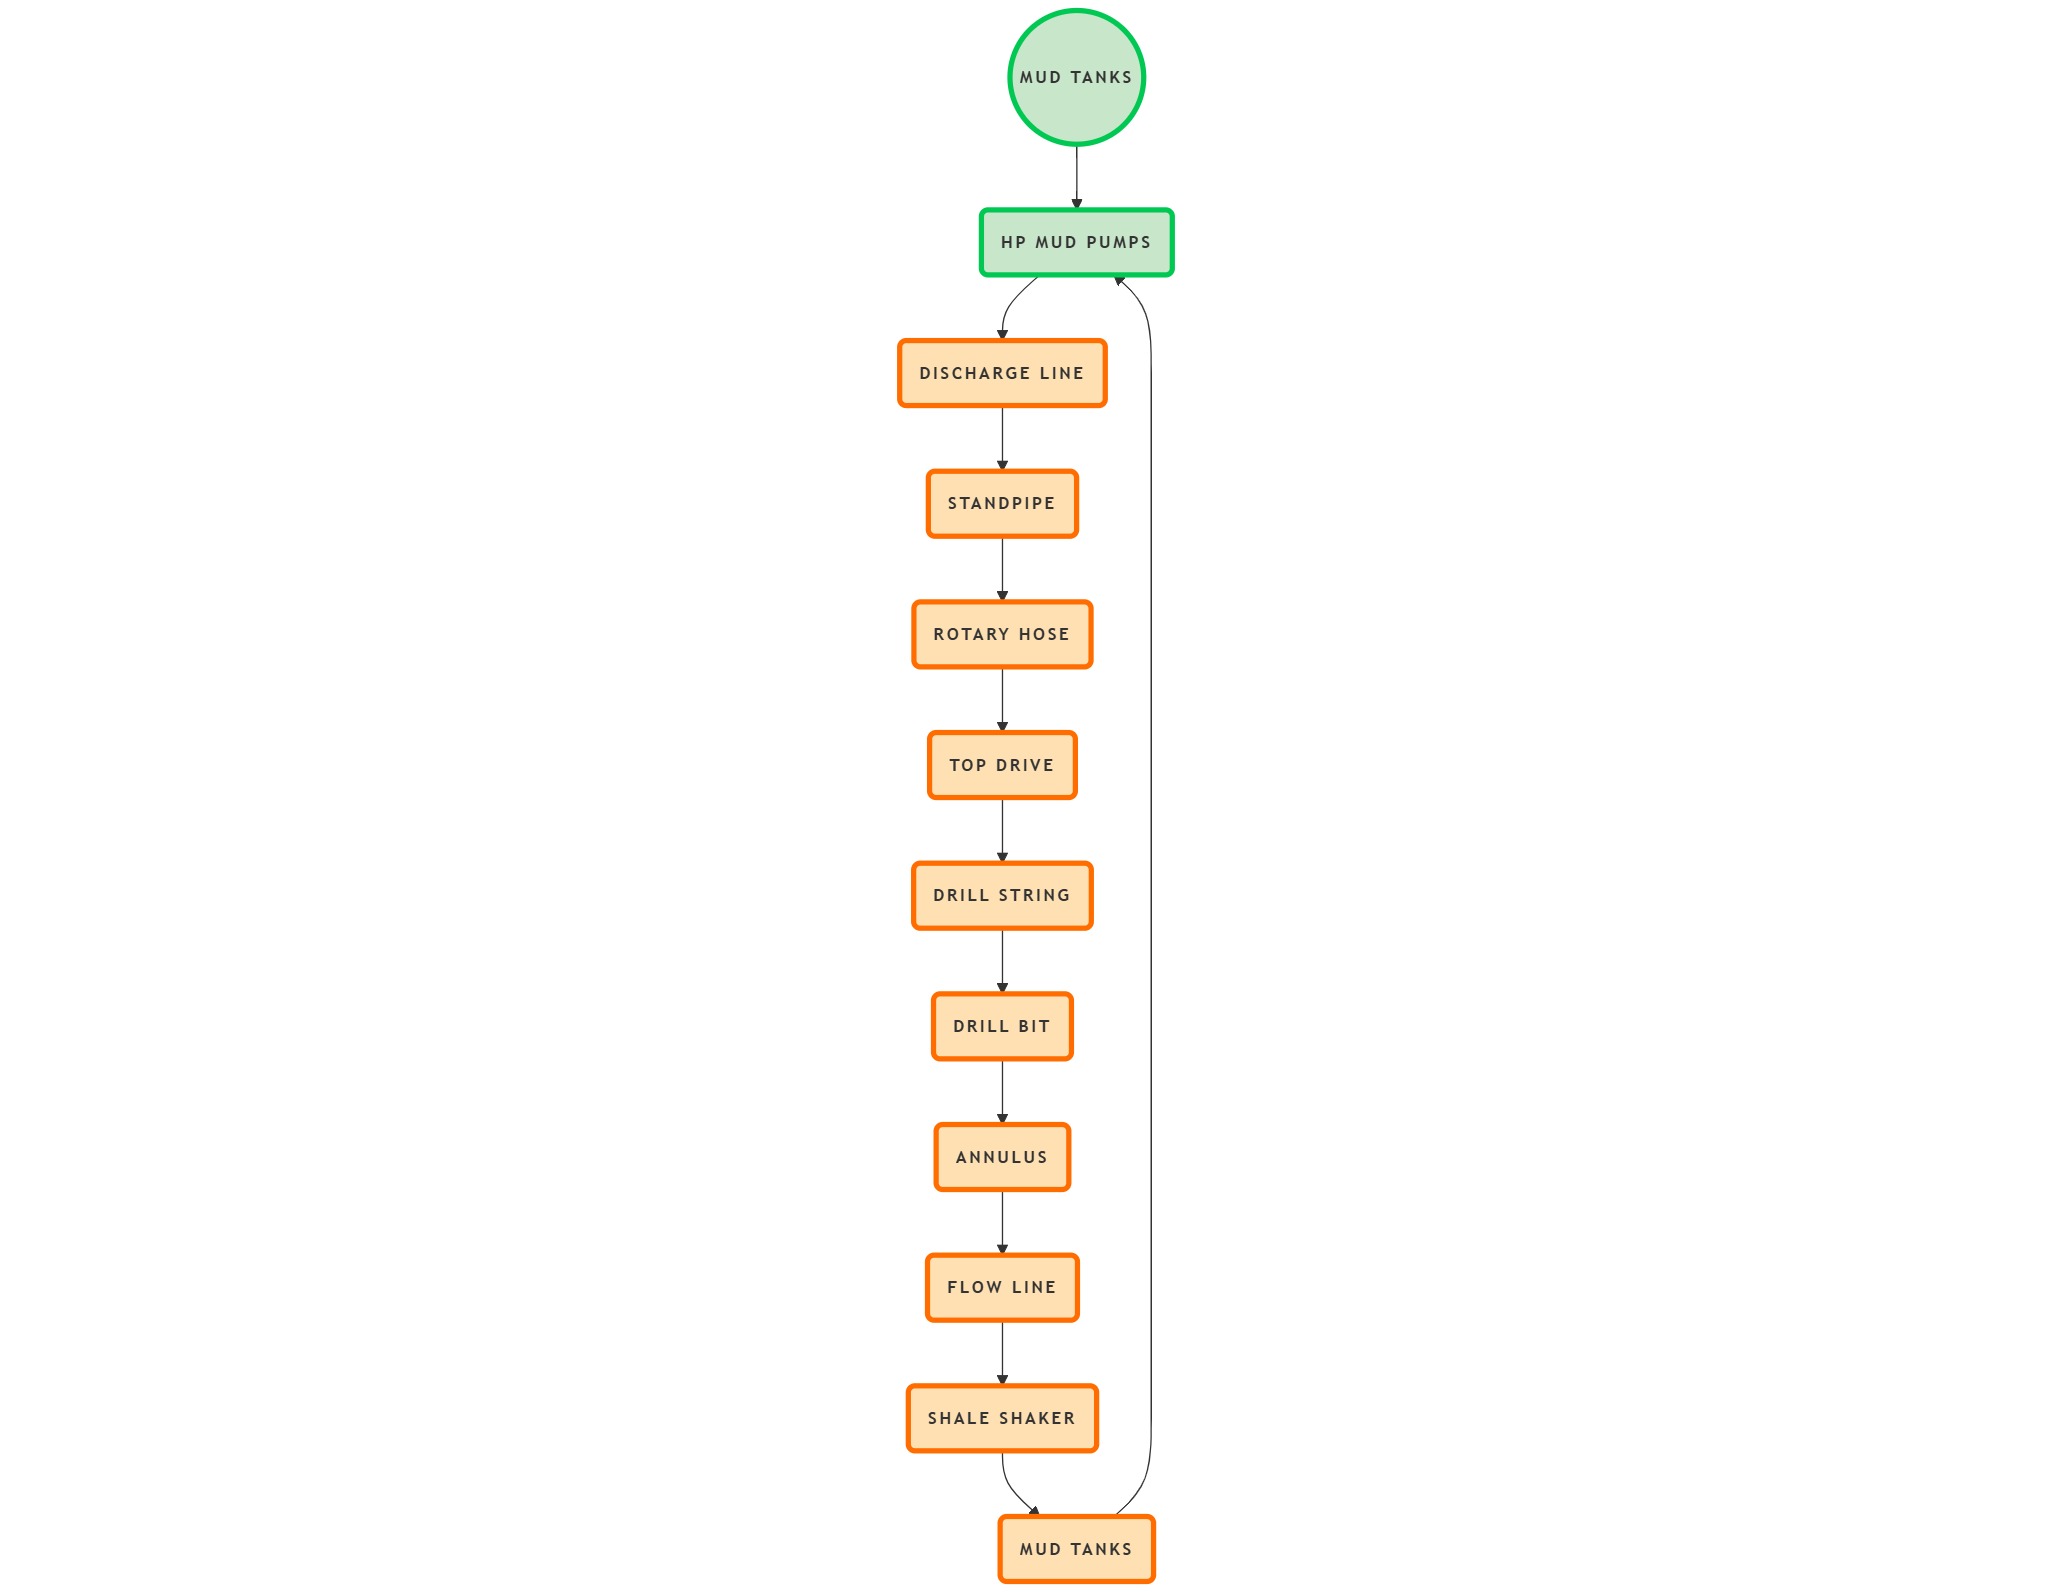 MUD TANKS
HP MUD PUMPS
DISCHARGE LINE
STANDPIPE
ROTARY HOSE
TOP DRIVE
DRILL STRING
DRILL BIT
ANNULUS
FLOW LINE
SHALE SHAKER
MUD TANKS